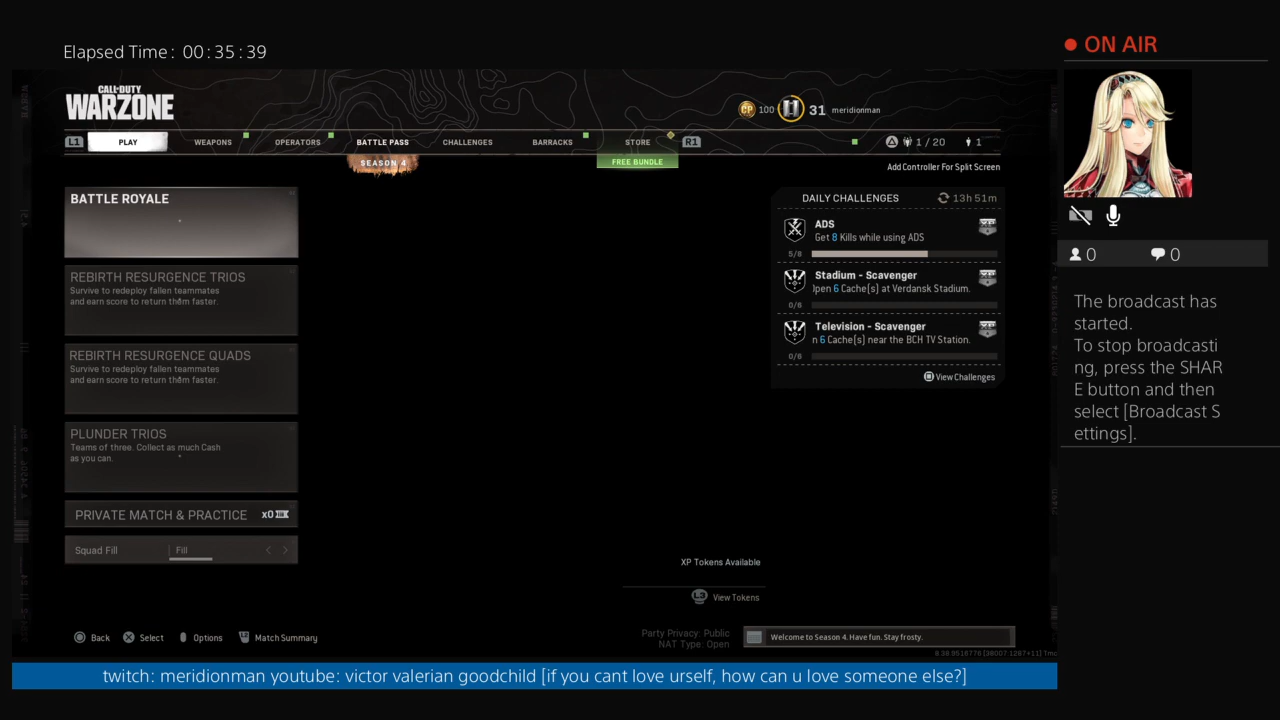 Elapsed Time: 00:35:39
ON AIR
CALL·DUTY
WARZONE
CP 100 31 meridionman
L1 PLAY WEAPONS OPERATORS BATTLE PASS CHALLENGES BARRACKS STORE R1 1 / 20 1
SEASON 4 FREE BUNDLE
Add Controller For Split Screen
BATTLE ROYALE
REBIRTH RESURGENCE TRIOS
Survive to redeploy fallen teammates
and earn score to return them faster.
REBIRTH RESURGENCE QUADS
Survive to redeploy fallen teammates
and earn score to return them faster.
PLUNDER TRIOS
Teams of three. Collect as much Cash
as you can.
PRIVATE MATCH & PRACTICE x0
Squad Fill Fill
DAILY CHALLENGES 13h 51m
ADS
Get 8 Kills while using ADS
5/8
Stadium - Scavenger
Open 6 Cache(s) at Verdansk Stadium.
0/6
Television - Scavenger
n 6 Cache(s) near the BCH TV Station.
0/6
View Challenges
XP Tokens Available
L3 View Tokens
Back Select Options Match Summary
Party Privacy: Public
NAT Type: Open
Welcome to Season 4. Have fun. Stay frosty.
0
0
The broadcast has
started.
To stop broadcasti
ng, press the SHAR
E button and then
select [Broadcast S
ettings].
twitch: meridionman youtube: victor valerian goodchild [if you cant love urself, how can u love someone else?]